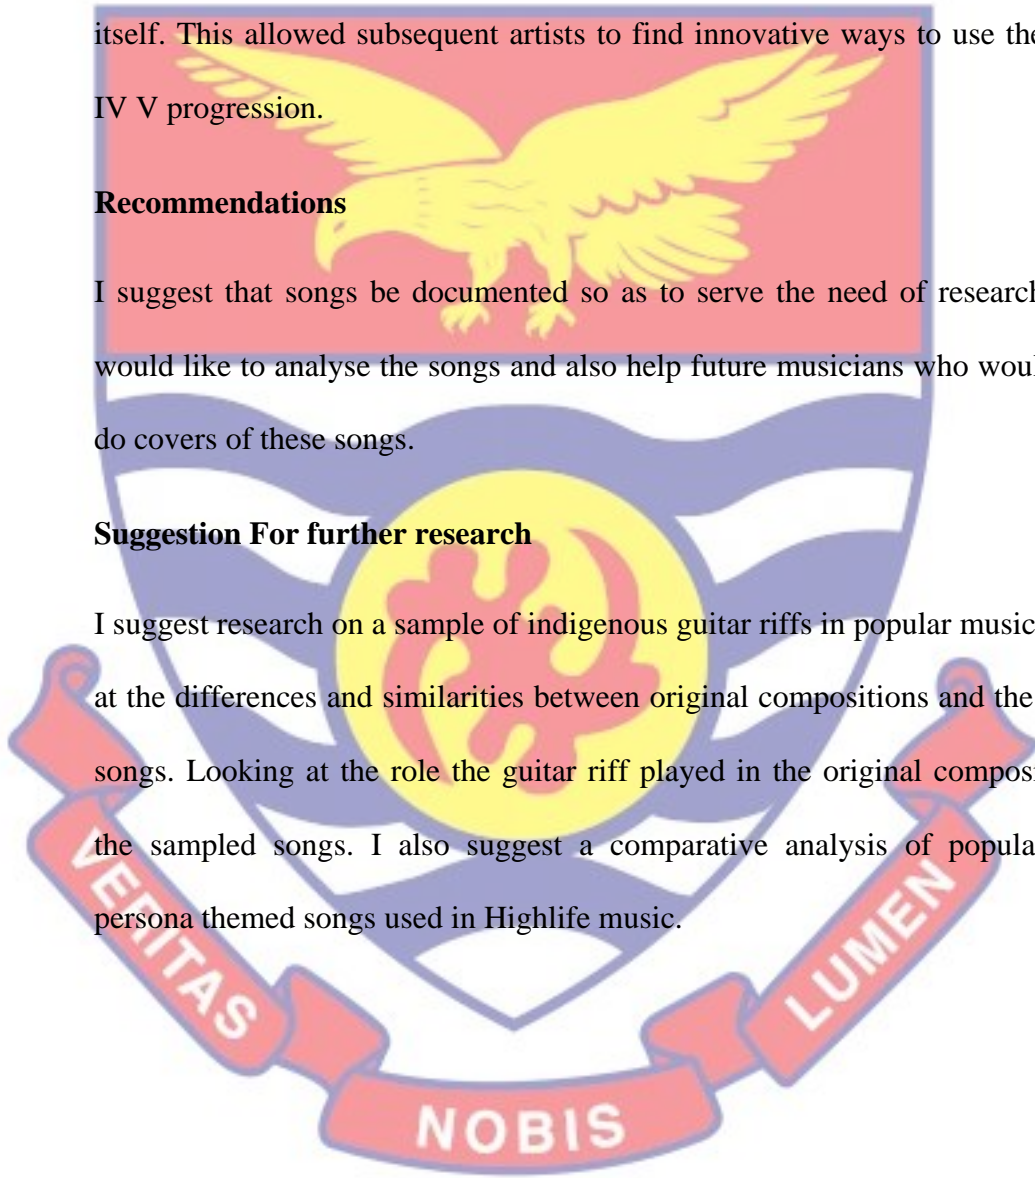 itself. This allowed subsequent artists to find innovative ways to use the
IV V progression.
Recommendations
I suggest that songs be documented so as to serve the need of research
would like to analyse the songs and also help future musicians who woul
do covers of these songs.
Suggestion For further research
I suggest research on a sample of indigenous guitar riffs in popular music
at the differences and similarities between original compositions and the
songs. Looking at the role the guitar riff played in the original compos
the sampled songs. I also suggest a comparative analysis of popula
persona themed songs used in Highlife music.
VERITAS
NOBIS
LUMEN